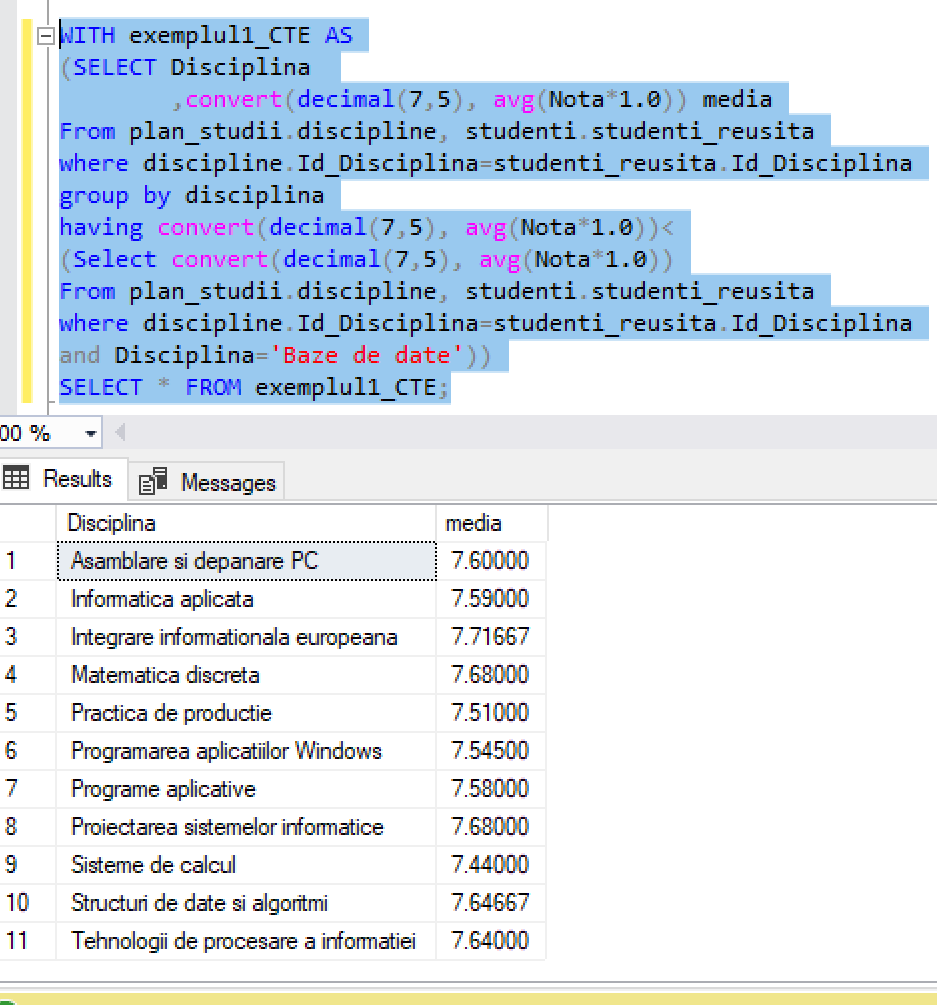 WITH exemplul1_CTE AS
(SELECT Disciplina
,convert(decimal(7,5), avg(Nota*1.0)) media
From plan_studii.discipline, studenti.studenti_reusita
where discipline.Id_Disciplina=studenti_reusita.Id_Disciplina
group by disciplina
having convert(decimal(7,5), avg(Nota*1.0))<
(Select convert(decimal(7,5), avg(Nota*1.0))
From plan_studii.discipline, studenti.studenti_reusita
where discipline.Id_Disciplina=studenti_reusita.Id_Disciplina
and Disciplina='Baze de date'))
SELECT * FROM exemplul1_CTE;
00 %
Results Messages
Disciplina media
1 Asamblare si depanare PC 7.60000
2 Informatica aplicata 7.59000
3 Integrare informationala europeana 7.71667
4 Matematica discreta 7.68000
5 Practica de productie 7.51000
6 Programarea aplicatiilor Windows 7.54500
7 Programe aplicative 7.58000
8 Proiectarea sistemelor informatice 7.68000
9 Sisteme de calcul 7.44000
10 Structuri de date si algoritmi 7.64667
11 Tehnologii de procesare a informatiei 7.64000